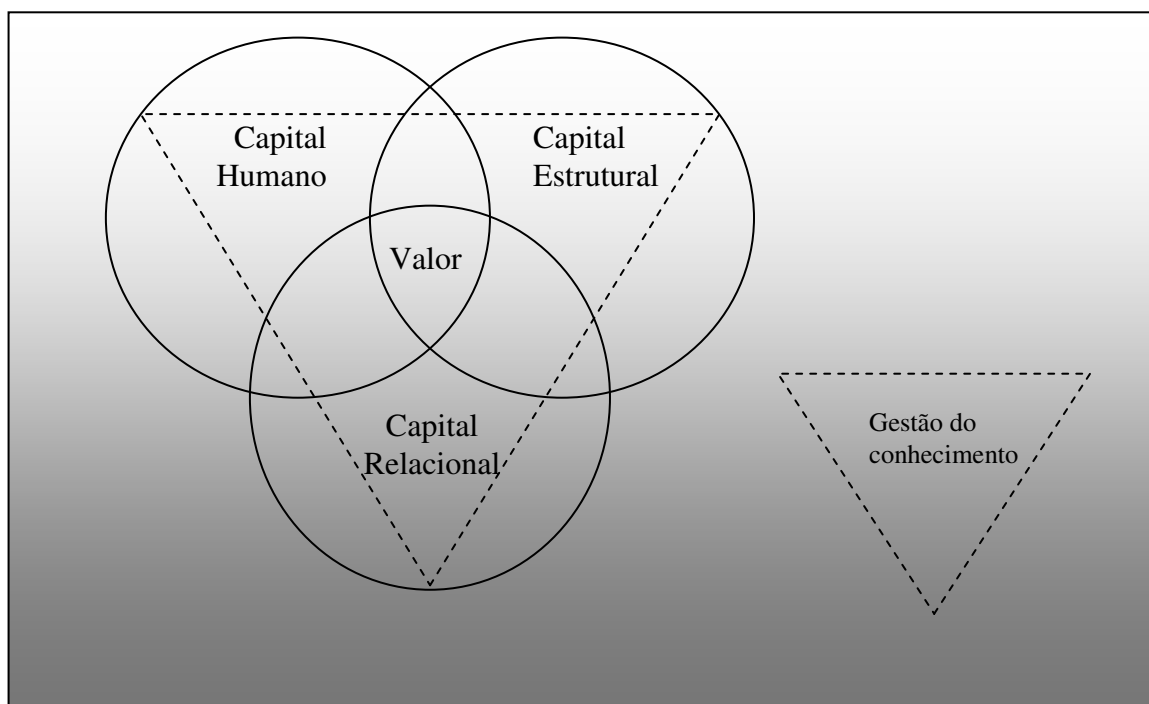 Capital
Humano
Capital
Estrutural
Valor
Capital
Relacional
Gestão do
conhecimento